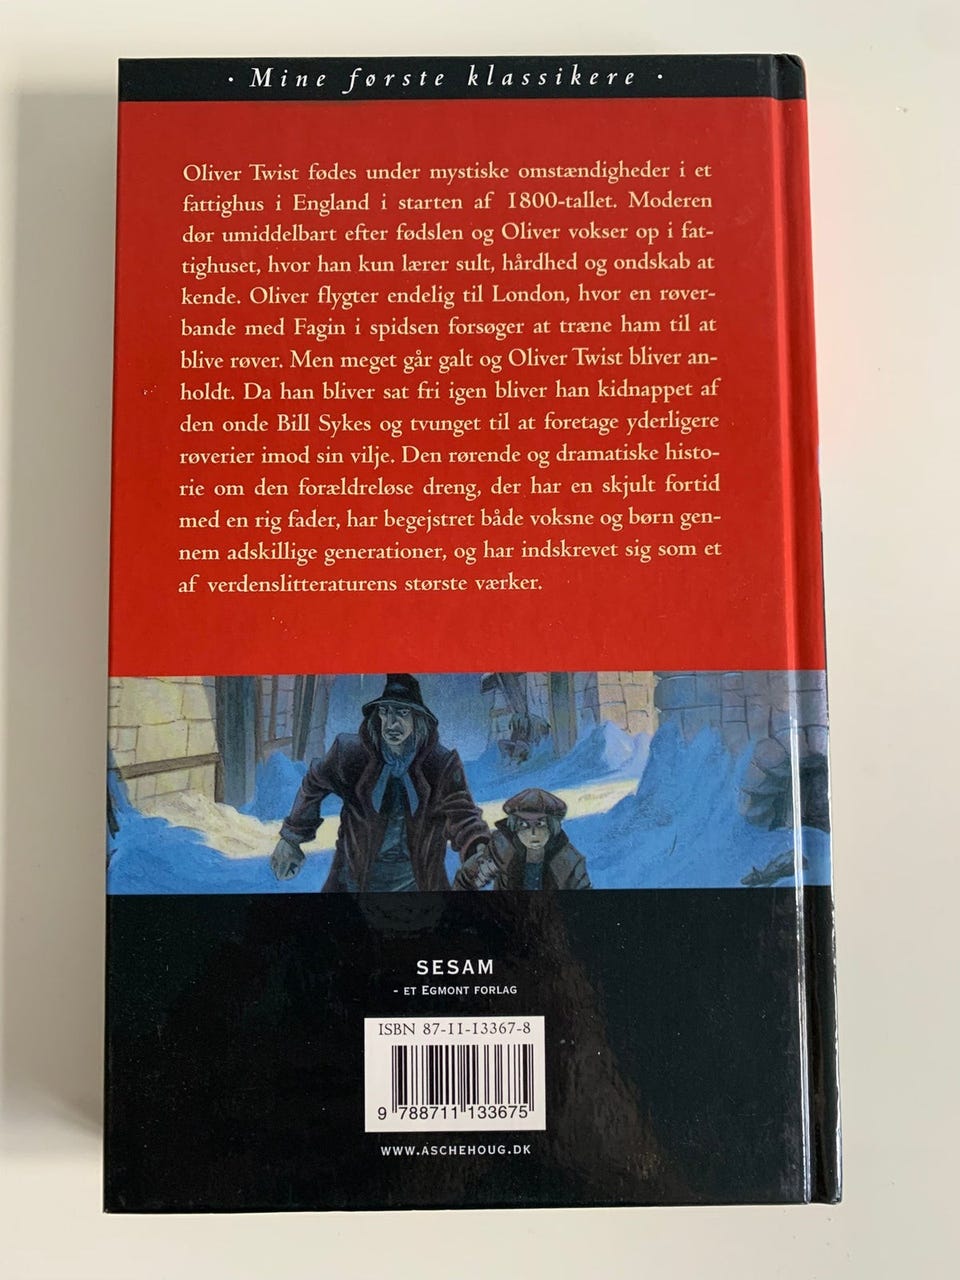 · Mine første klassikere ·
Oliver Twist fødes under mystiske omstændigheder i et
fattighus i England i starten af 1800-tallet. Moderen
dør umiddelbart efter fødslen og Oliver vokser op i fat-
tighuset, hvor han kun lærer sult, hårdhed og ondskab at
kende. Oliver flygter endelig til London, hvor en røver-
bande med Fagin i spidsen forsøger at træne ham til at
blive røver. Men meget går galt og Oliver Twist bliver an-
holdt. Da han bliver sat fri igen bliver han kidnappet af
den onde Bill Sykes og tvunget til at foretage yderligere
røverier imod sin vilje. Den rørende og dramatiske histo-
rie om den forældreløse dreng, der har en skjult fortid
med en rig fader, har begejstret både voksne og børn gen-
nem adskillige generationer, og har indskrevet sig som et
af verdenslitteraturens største værker.
SESAM
- ET EGMONT FORLAG
ISBN 87-11-13367-8
9 788711 133675
WWW.ASCHEHOUG.DK